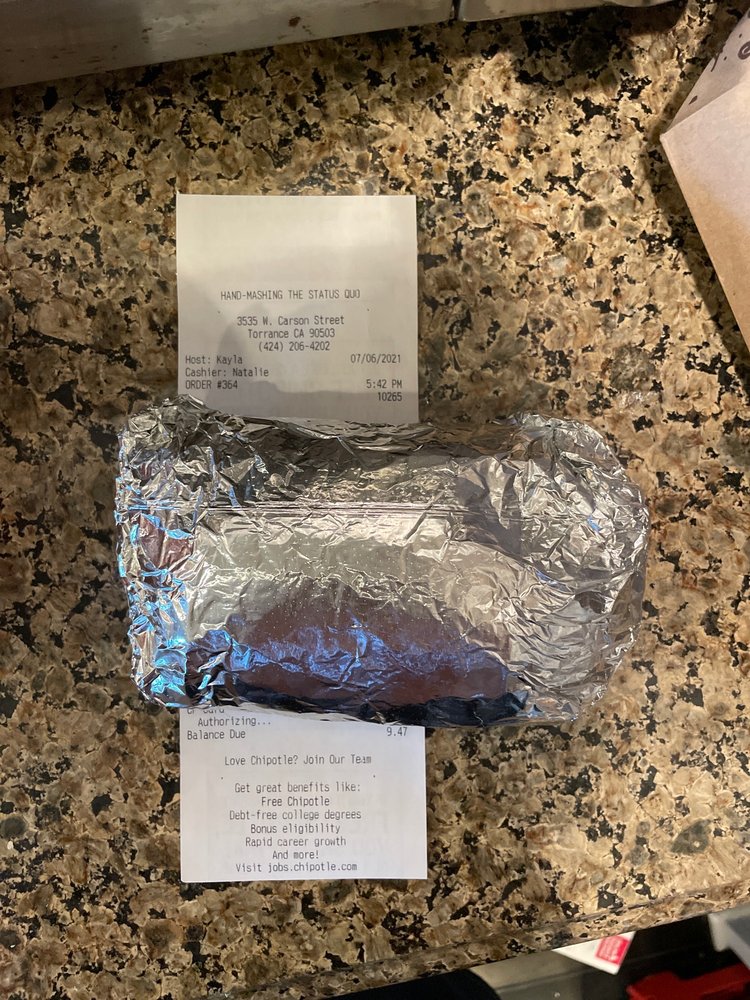 HAND-MASHING THE STATUS QUO
3535 W. Carson Street
Torrance CA 90503
(424) 206-4202
Host: Kayla 07/06/2021
Cashier: Natalie
ORDER #364 5:42 PM
10265
Card
Authorizing...
Balance Due 9.47
Love Chipotle? Join Our Team
Get great benefits like:
Free Chipotle
Debt-free college degrees
Bonus eligibility
Rapid career growth
And more!
Visit jobs.chipotle.com